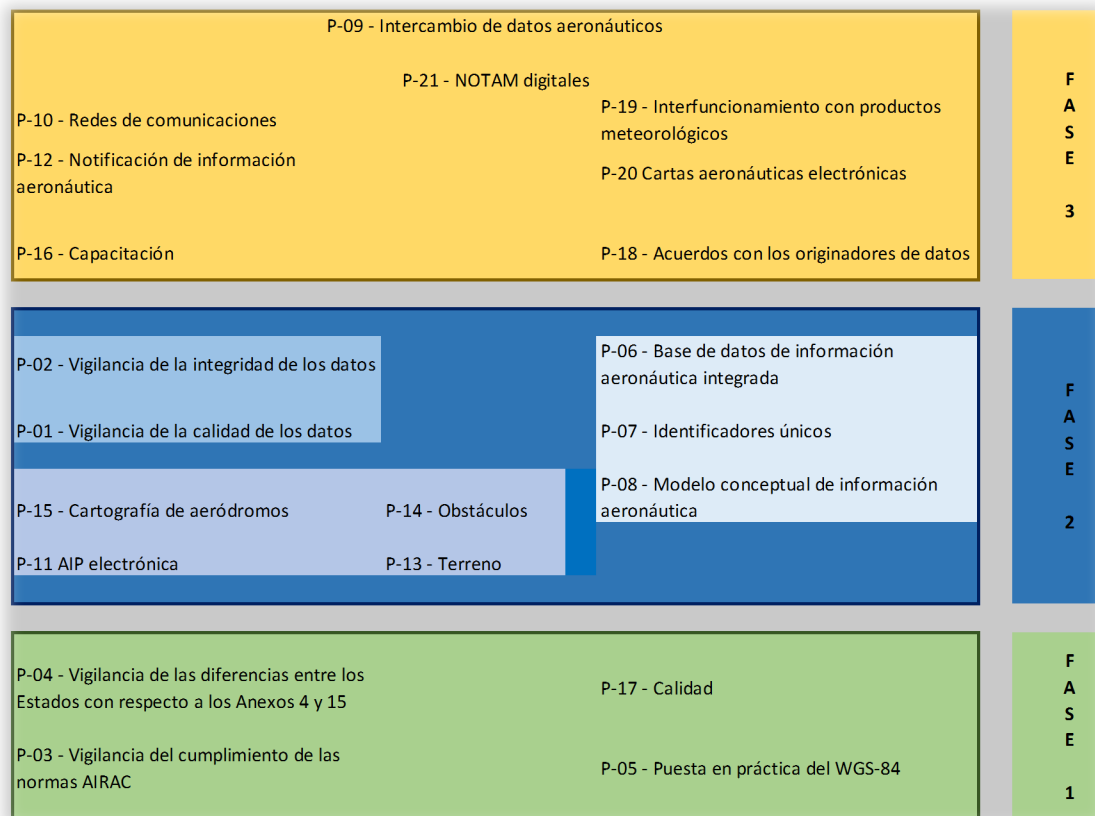 P-09 - Intercambio de datos aeronáuticos
P-21 - NOTAM digitales
P-10 - Redes de comunicaciones
P-12 - Notificación de información
aeronáutica
P-16 - Capacitación
P-19 - Interfuncionamiento con productos
meteorológicos
P-20 Cartas aeronáuticas electrónicas
P-18 - Acuerdos con los originadores de datos
F
A
S
E
3
P-02 - Vigilancia de la integridad de los datos
P-01 - Vigilancia de la calidad de los datos
P-15 - Cartografía de aeródromos
P-14 - Obstáculos
P-11 AIP electrónica
P-13 - Terreno
P-06 - Base de datos de información
aeronáutica integrada
P-07 - Identificadores únicos
P-08 - Modelo conceptual de información
aeronáutica
F
A
S
E
2
P-04 - Vigilancia de las diferencias entre los
Estados con respecto a los Anexos 4 y 15
P-03 - Vigilancia del cumplimiento de las
normas AIRAC
P-17 - Calidad
P-05 - Puesta en práctica del WGS-84
F
A
S
E
1